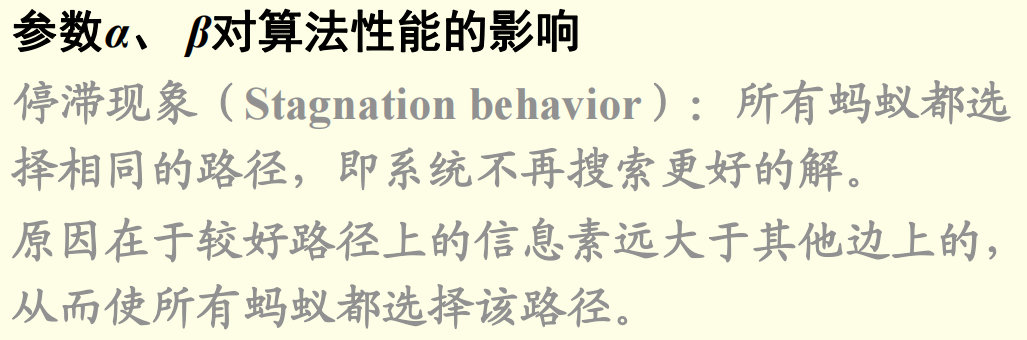 参数α、 β对算法性能的影响
停滞现象（Stagnation behavior）：所有蚂蚁都选
择相同的路径，即系统不再搜索更好的解。
原因在于较好路径上的信息素远大于其他边上的，
从而使所有蚂蚁都选择该路径。